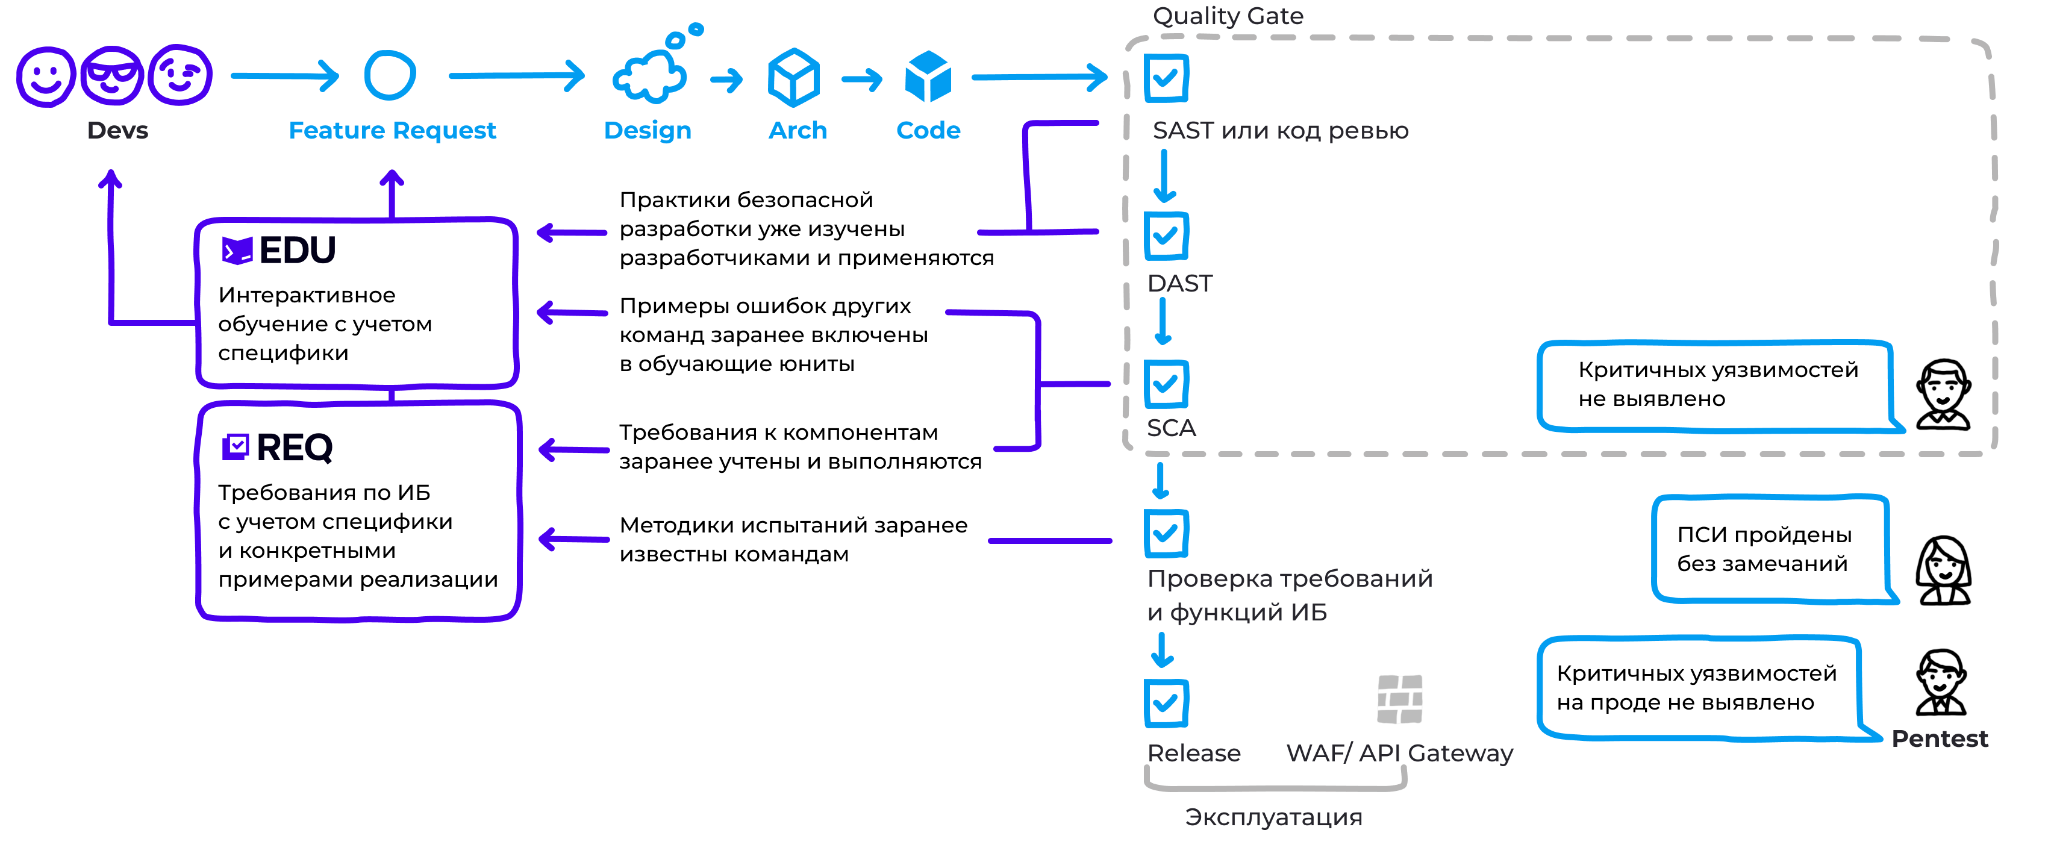 Quality Gate
Devs
Feature Request
Design
Arch
Code
SAST или код ревью
Практики безопасной
разработки уже изучены
разработчиками и применяются
EDU
Интерактивное
обучение с учетом
специфики
DAST
Примеры ошибок других
команд заранее включены
в обучающие юниты
Критичных уязвимостей
не выявлено
SCA
REQ
Требования по ИБ
с учетом специфики
и конкретными
примерами реализации
Требования к компонентам
заранее учтены и выполняются
Методики испытаний заранее
известны командам
ПСИ пройдены
без замечаний
Проверка требований
и функций ИБ
Критичных уязвимостей
на проде не выявлено
Pentest
Release
WAF/ API Gateway
Эксплуатация